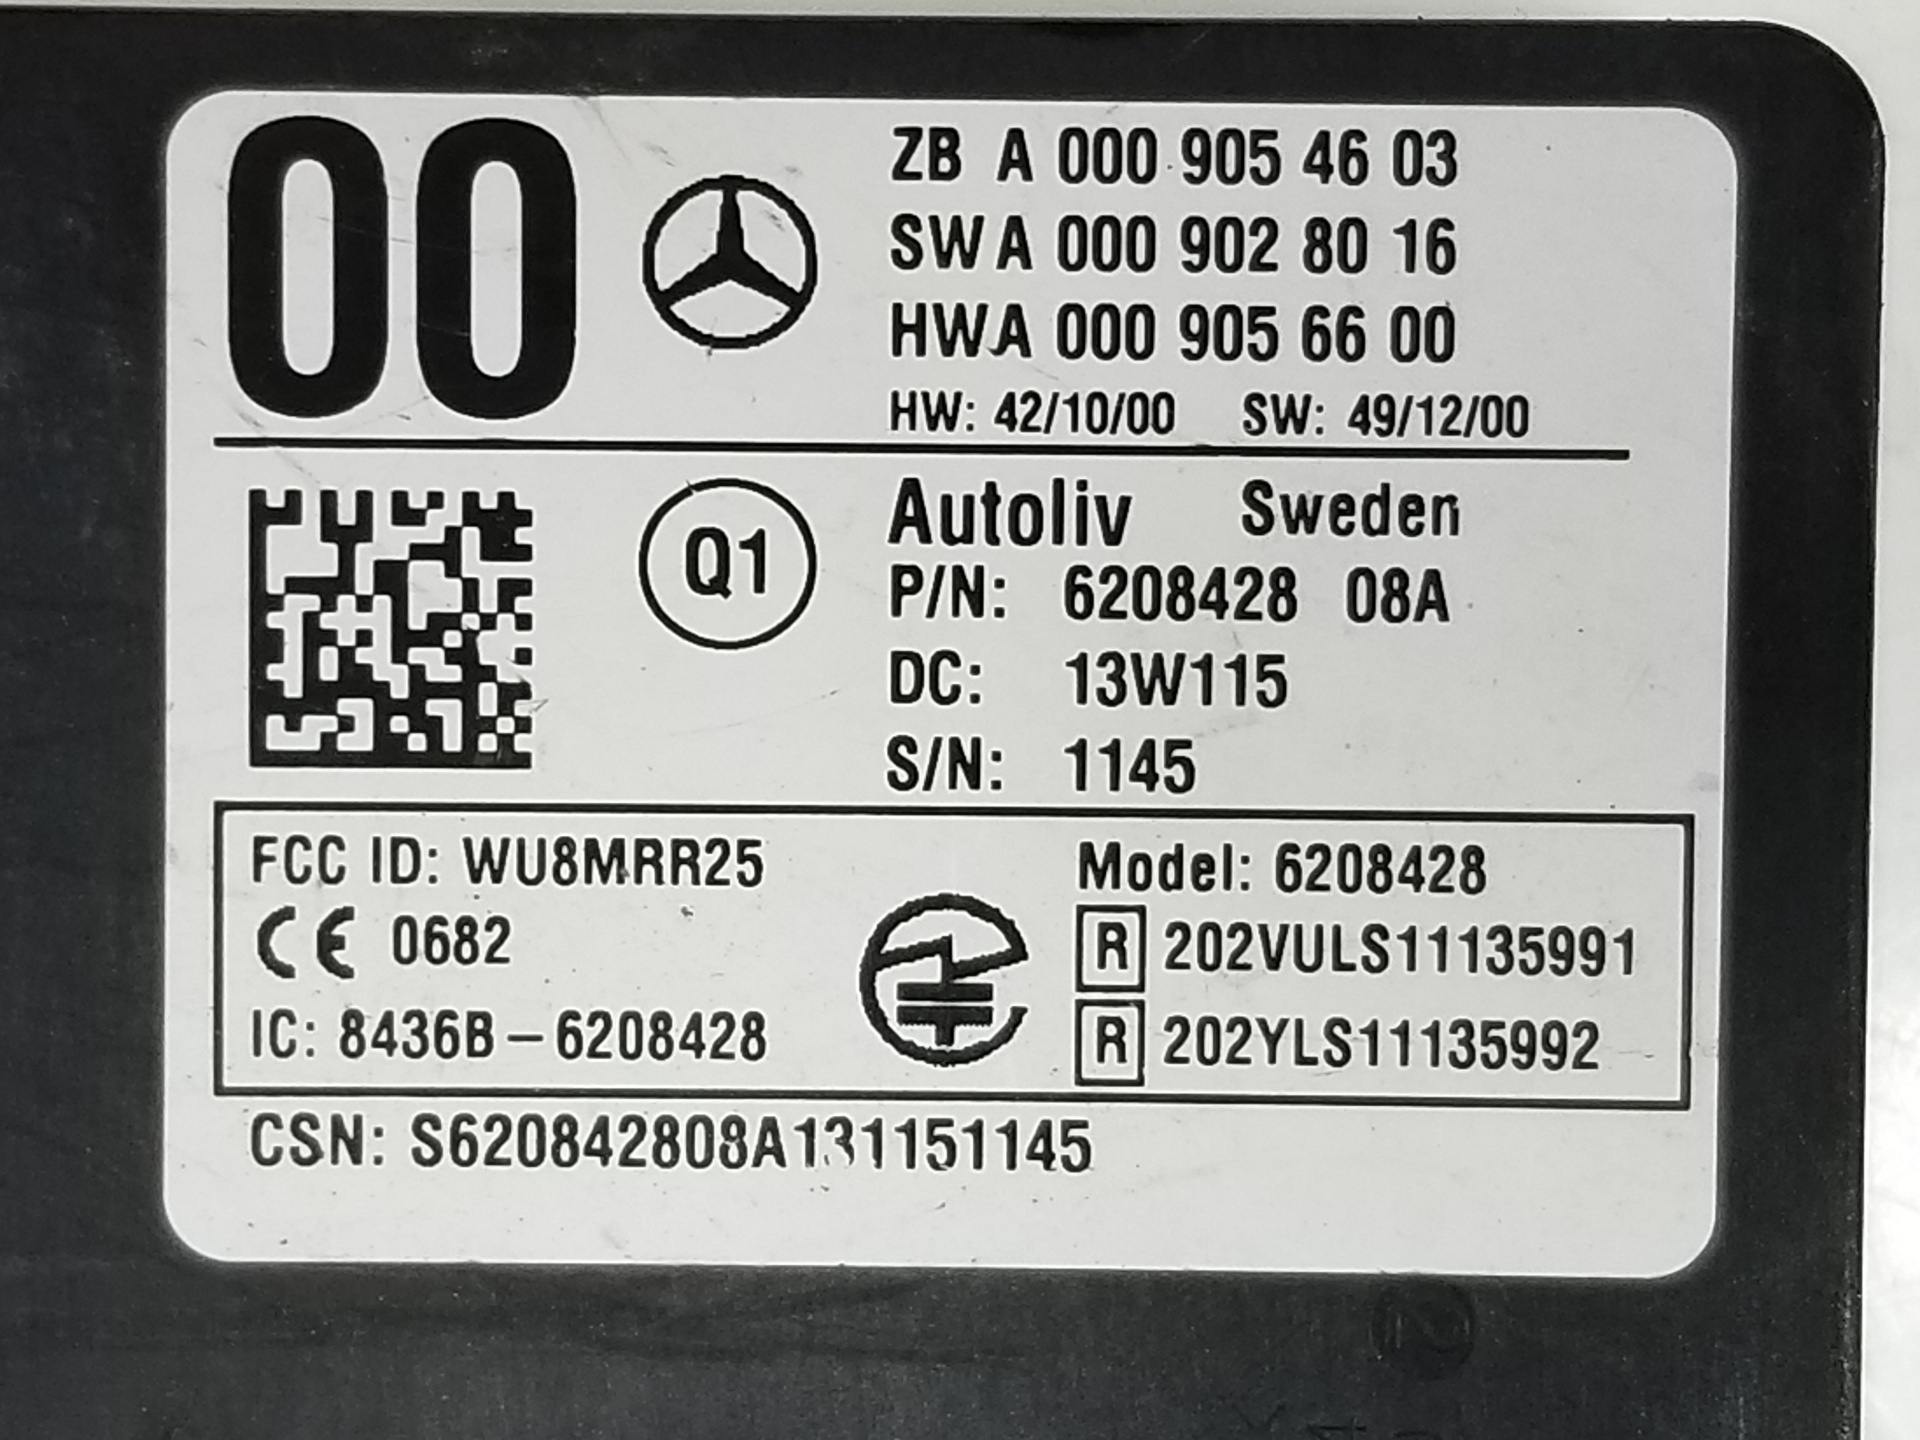 00
ZB A 000 905 46 03
SW A 000 902 80 16
HW A 000 905 66 00
HW: 42/10/00 SW: 49/12/00
Q1
Autoliv Sweden
P/N: 6208428 08A
DC: 13W115
S/N: 1145
FCC ID: WU8MRR25
CE 0682
IC: 8436B-6208428
Model: 6208428
R 202VULS11135991
R 202YLS11135992
CSN: S620842808A131151145